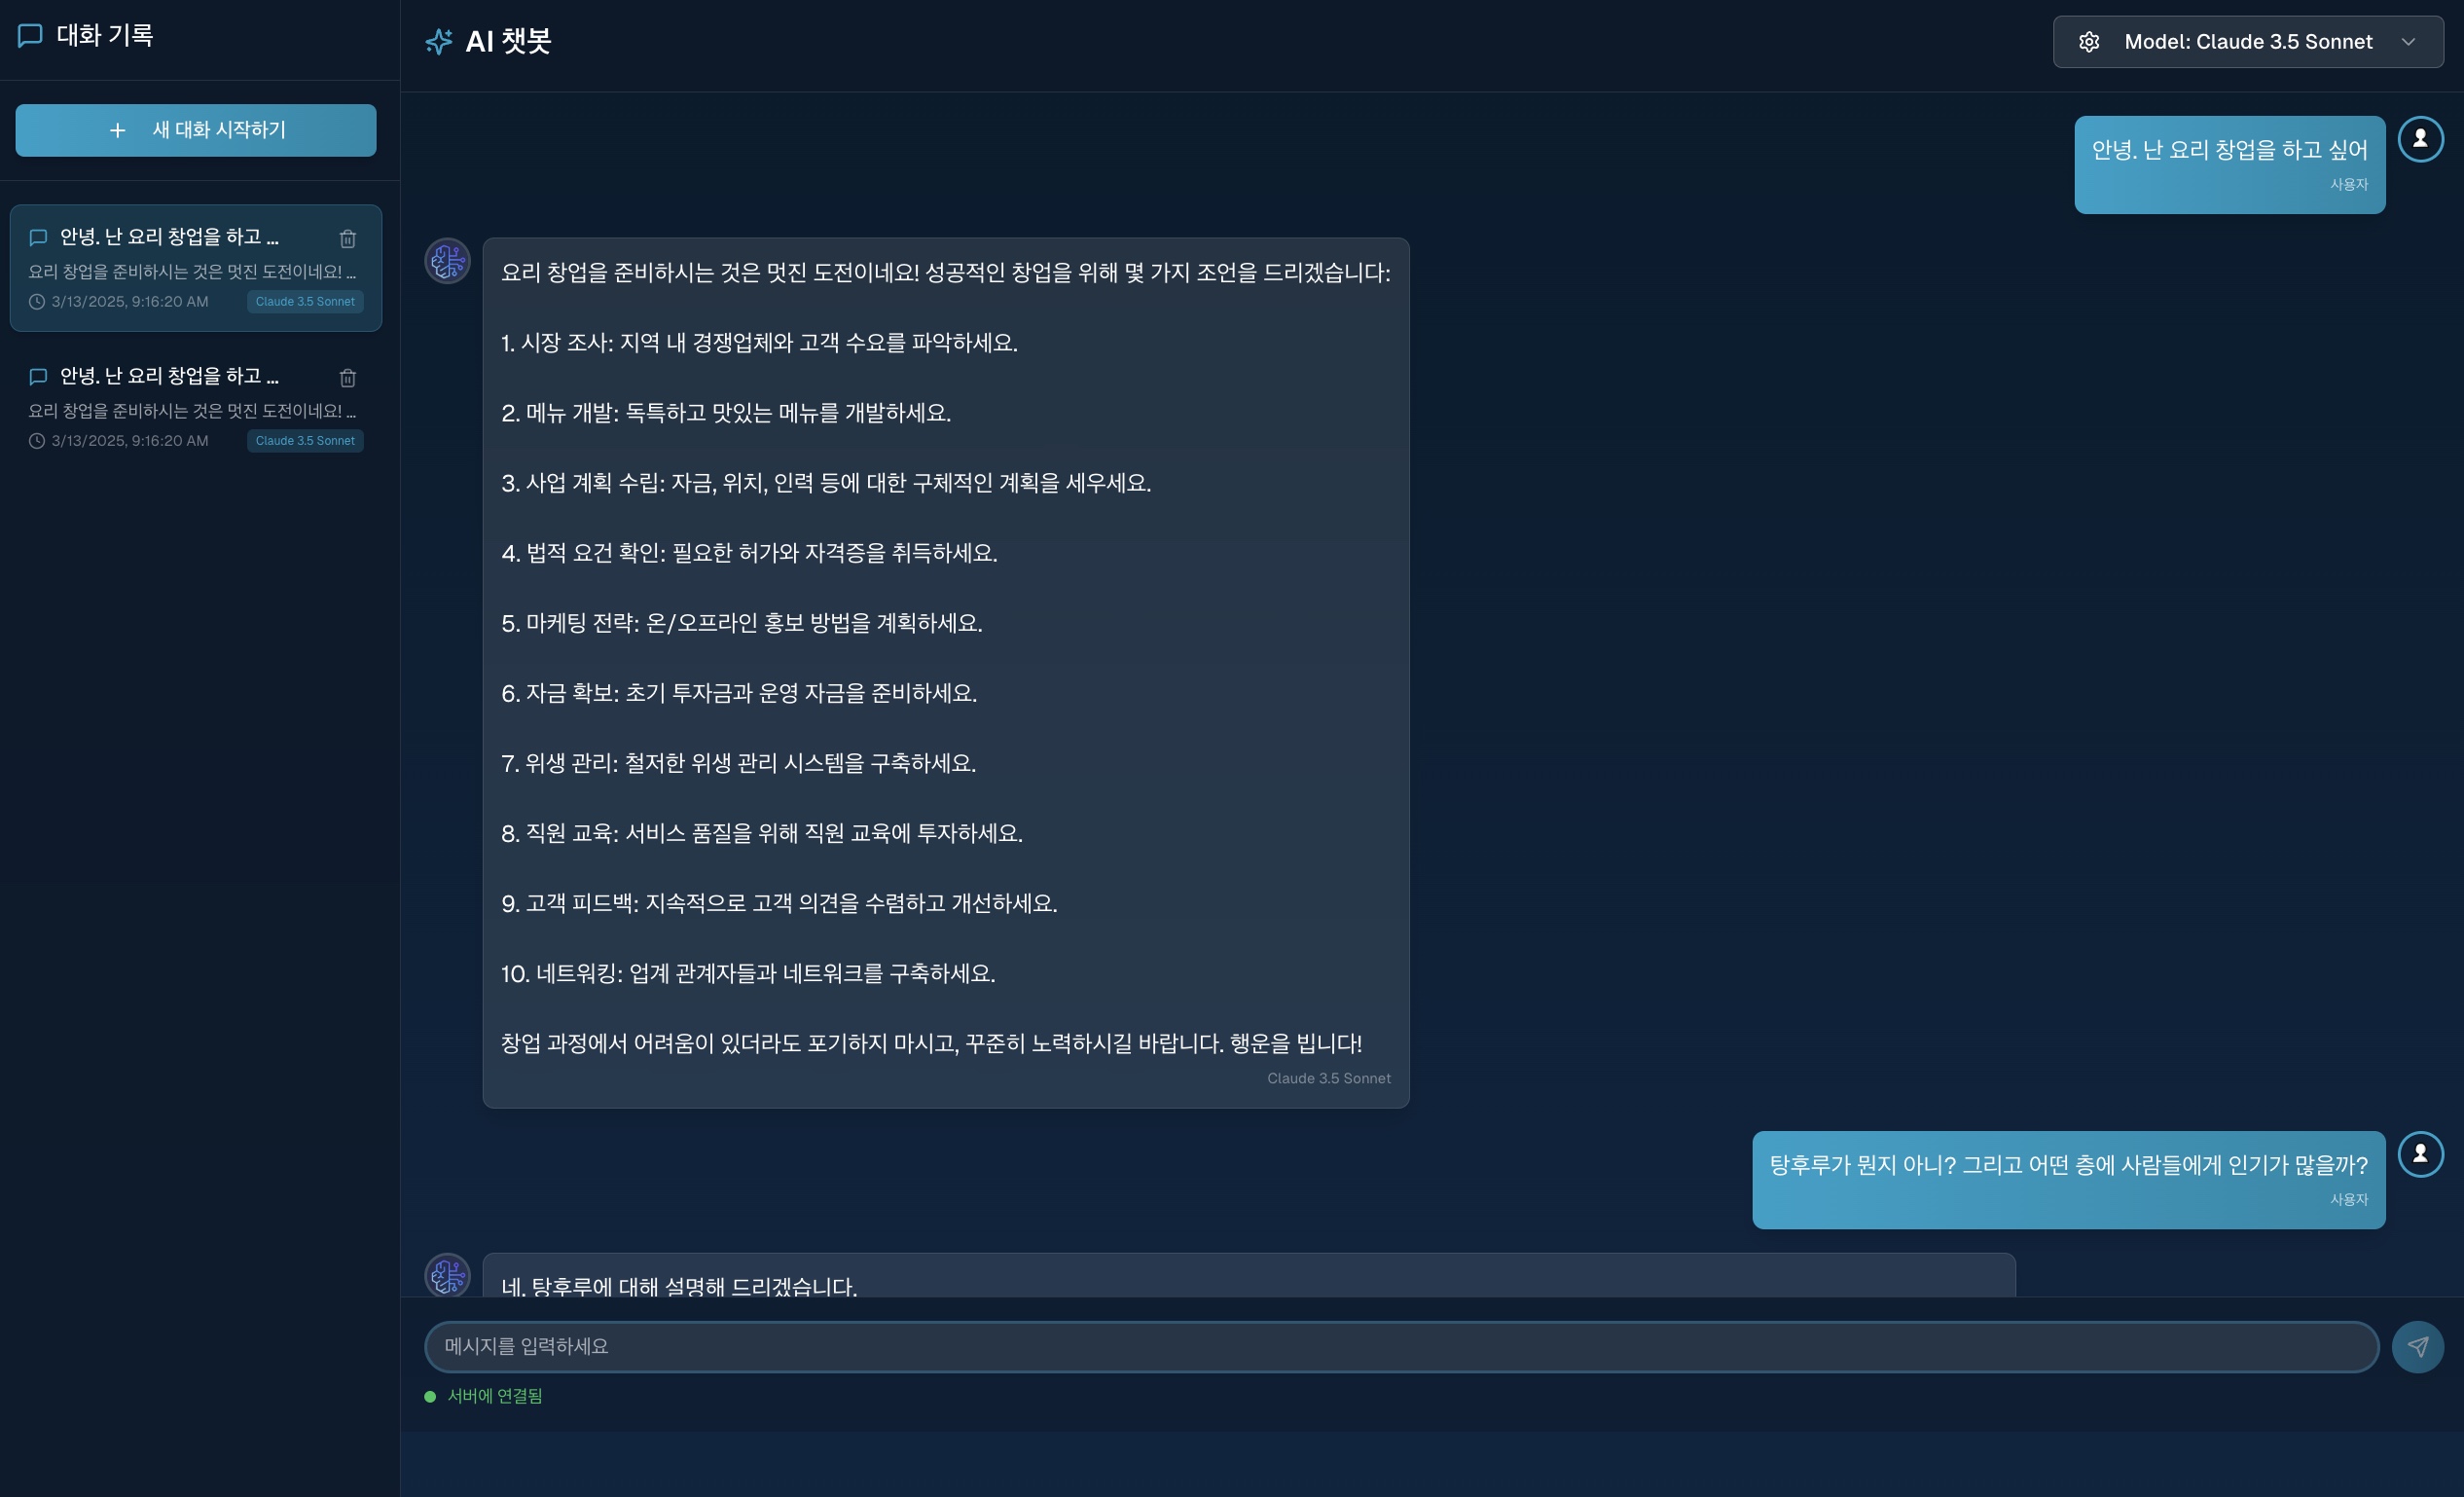 대화 기록
새 대화 시작하기
안녕. 난 요리 창업을 하고 ...
요리 창업을 준비하시는 것은 멋진 도전이네요! ...
3/13/2025, 9:16:20 AM
Claude 3.5 Sonnet
안녕. 난 요리 창업을 하고 ...
요리 창업을 준비하시는 것은 멋진 도전이네요! ...
3/13/2025, 9:16:20 AM
Claude 3.5 Sonnet
AI 챗봇
Model: Claude 3.5 Sonnet
안녕. 난 요리 창업을 하고 싶어
사용자
요리 창업을 준비하시는 것은 멋진 도전이네요! 성공적인 창업을 위해 몇 가지 조언을 드리겠습니다:
1. 시장 조사: 지역 내 경쟁업체와 고객 수요를 파악하세요.
2. 메뉴 개발: 독특하고 맛있는 메뉴를 개발하세요.
3. 사업 계획 수립: 자금, 위치, 인력 등에 대한 구체적인 계획을 세우세요.
4. 법적 요건 확인: 필요한 허가와 자격증을 취득하세요.
5. 마케팅 전략: 온/오프라인 홍보 방법을 계획하세요.
6. 자금 확보: 초기 투자금과 운영 자금을 준비하세요.
7. 위생 관리: 철저한 위생 관리 시스템을 구축하세요.
8. 직원 교육: 서비스 품질을 위해 직원 교육에 투자하세요.
9. 고객 피드백: 지속적으로 고객 의견을 수렴하고 개선하세요.
10. 네트워킹: 업계 관계자들과 네트워크를 구축하세요.
창업 과정에서 어려움이 있더라도 포기하지 마시고, 꾸준히 노력하시길 바랍니다. 행운을 빕니다!
Claude 3.5 Sonnet
탕후루가 뭔지 아니? 그리고 어떤 층에 사람들에게 인기가 많을까?
사용자
네, 탕후루에 대해 설명해 드리겠습니다.
메시지를 입력하세요
서버에 연결됨